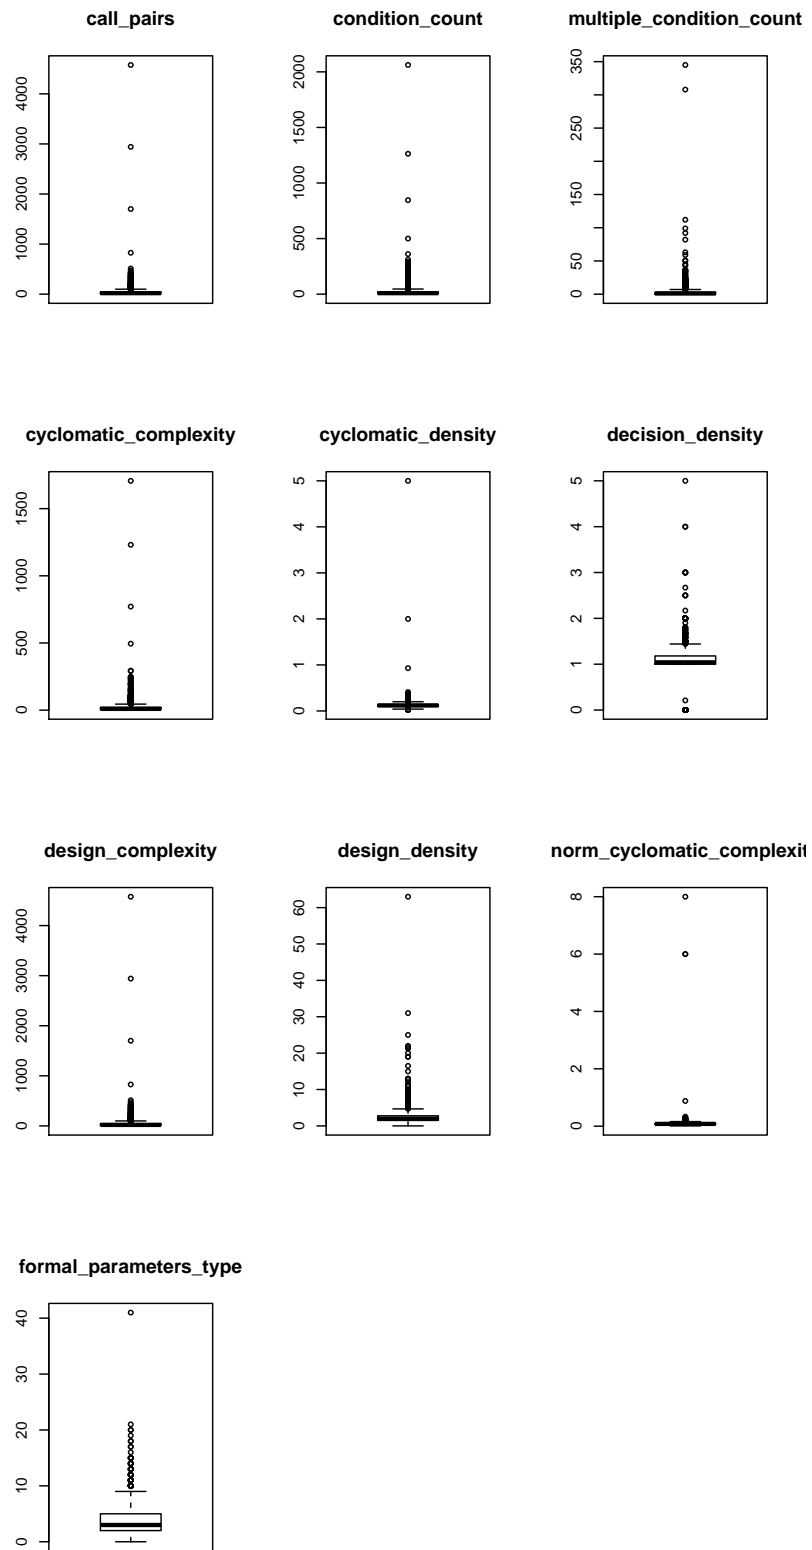 call_pairs condition_count multiple_condition_count
4000 2000 350
3000 1500 250
2000 1000 150
1000 500 50
0 0 0
cyclomatic_complexity cyclomatic_density decision_density
1500 5 5
1000 4 4
500 3 3
0 2 2
1 1
0 0
design_complexity design_density norm_cyclomatic_complexit
4000 60 8
3000 50 6
2000 40 4
1000 30 2
0 20 0
10
0
formal_parameters_type
40
30
20
10
0